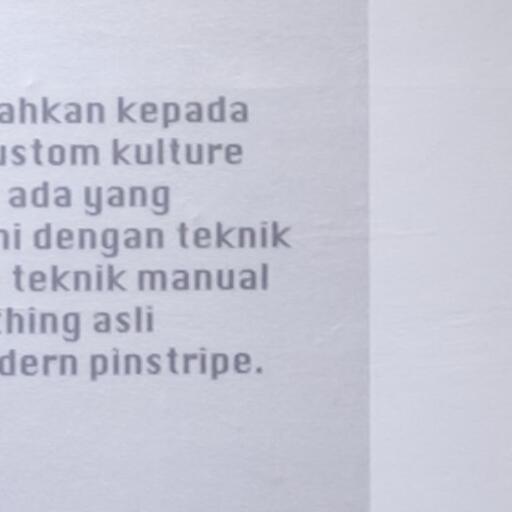 ahkan kepada
ustom kulture
ada yang
ni dengan teknik
teknik manual
thing asli
dern pinstripe.